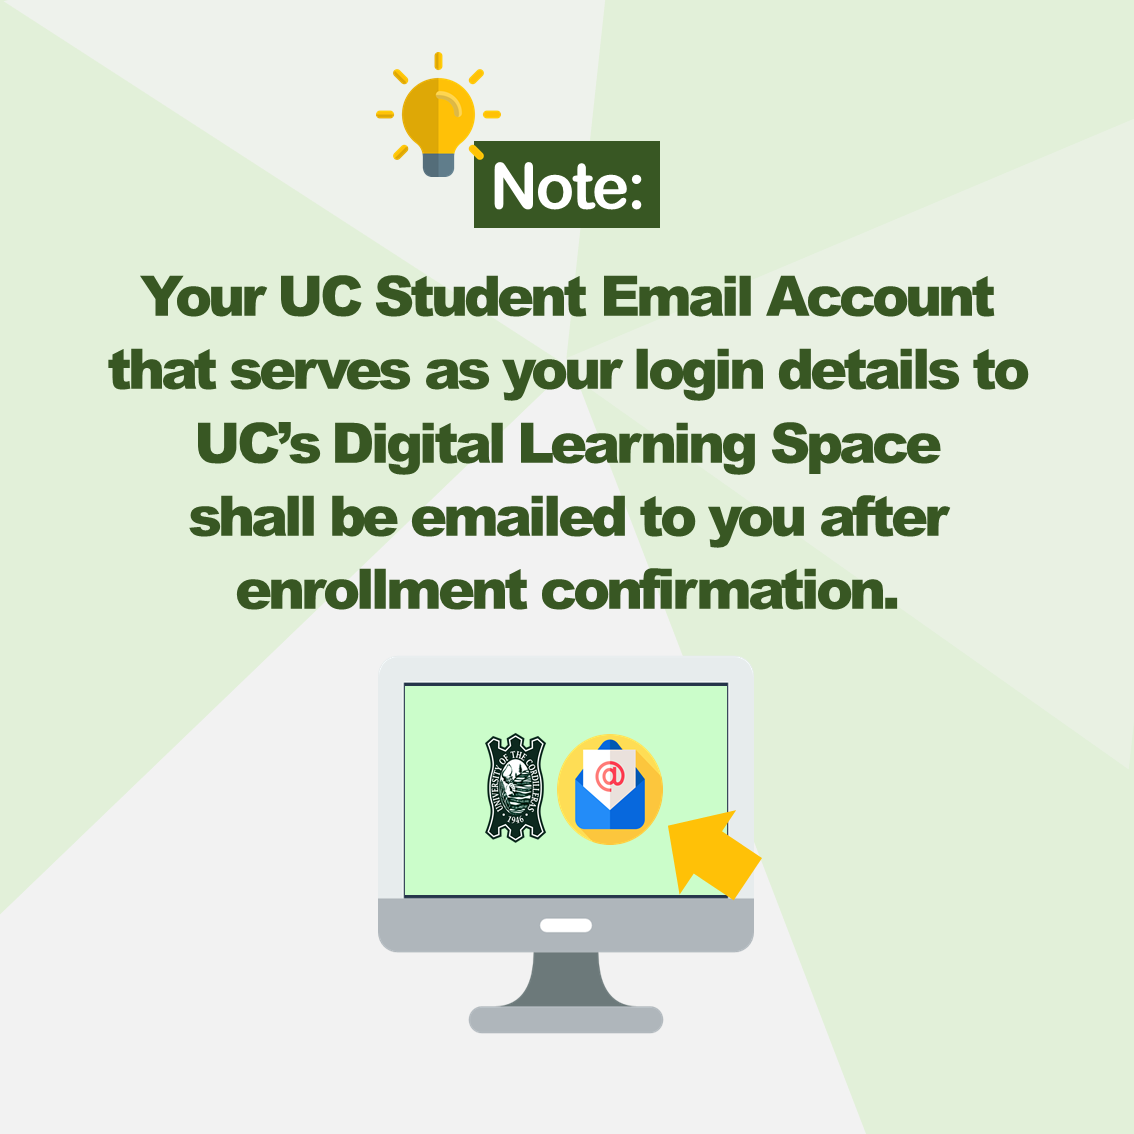 Note:
Your UC Student Email Account
that serves as your login details to
UC’s Digital Learning Space
shall be emailed to you after
enrollment confirmation.
UNIVERSITY OF THE CORDILLERAS
1946
@